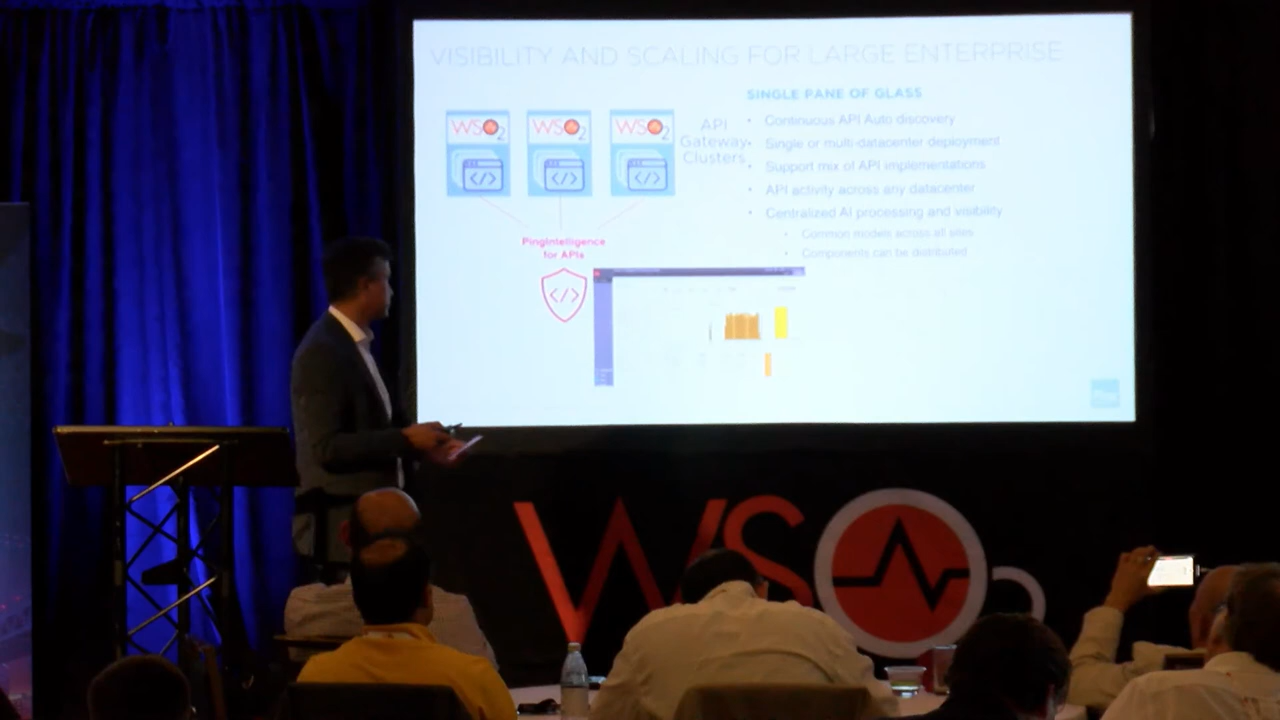 VISIBILITY AND SCALING FOR LARGE ENTERPRISE
SINGLE PANE OF GLASS
WSO2 WSO2 WSO2
API
Gateway
Clusters
• Continuous API Auto discovery
• Single or multi-datacenter deployment
• Support mix of API implementations
• API activity across any datacenter
• Centralized AI processing and visibility
• Common models across all sites
• Components can be distributed
PingIntelligence
for APIs
</>
WSO